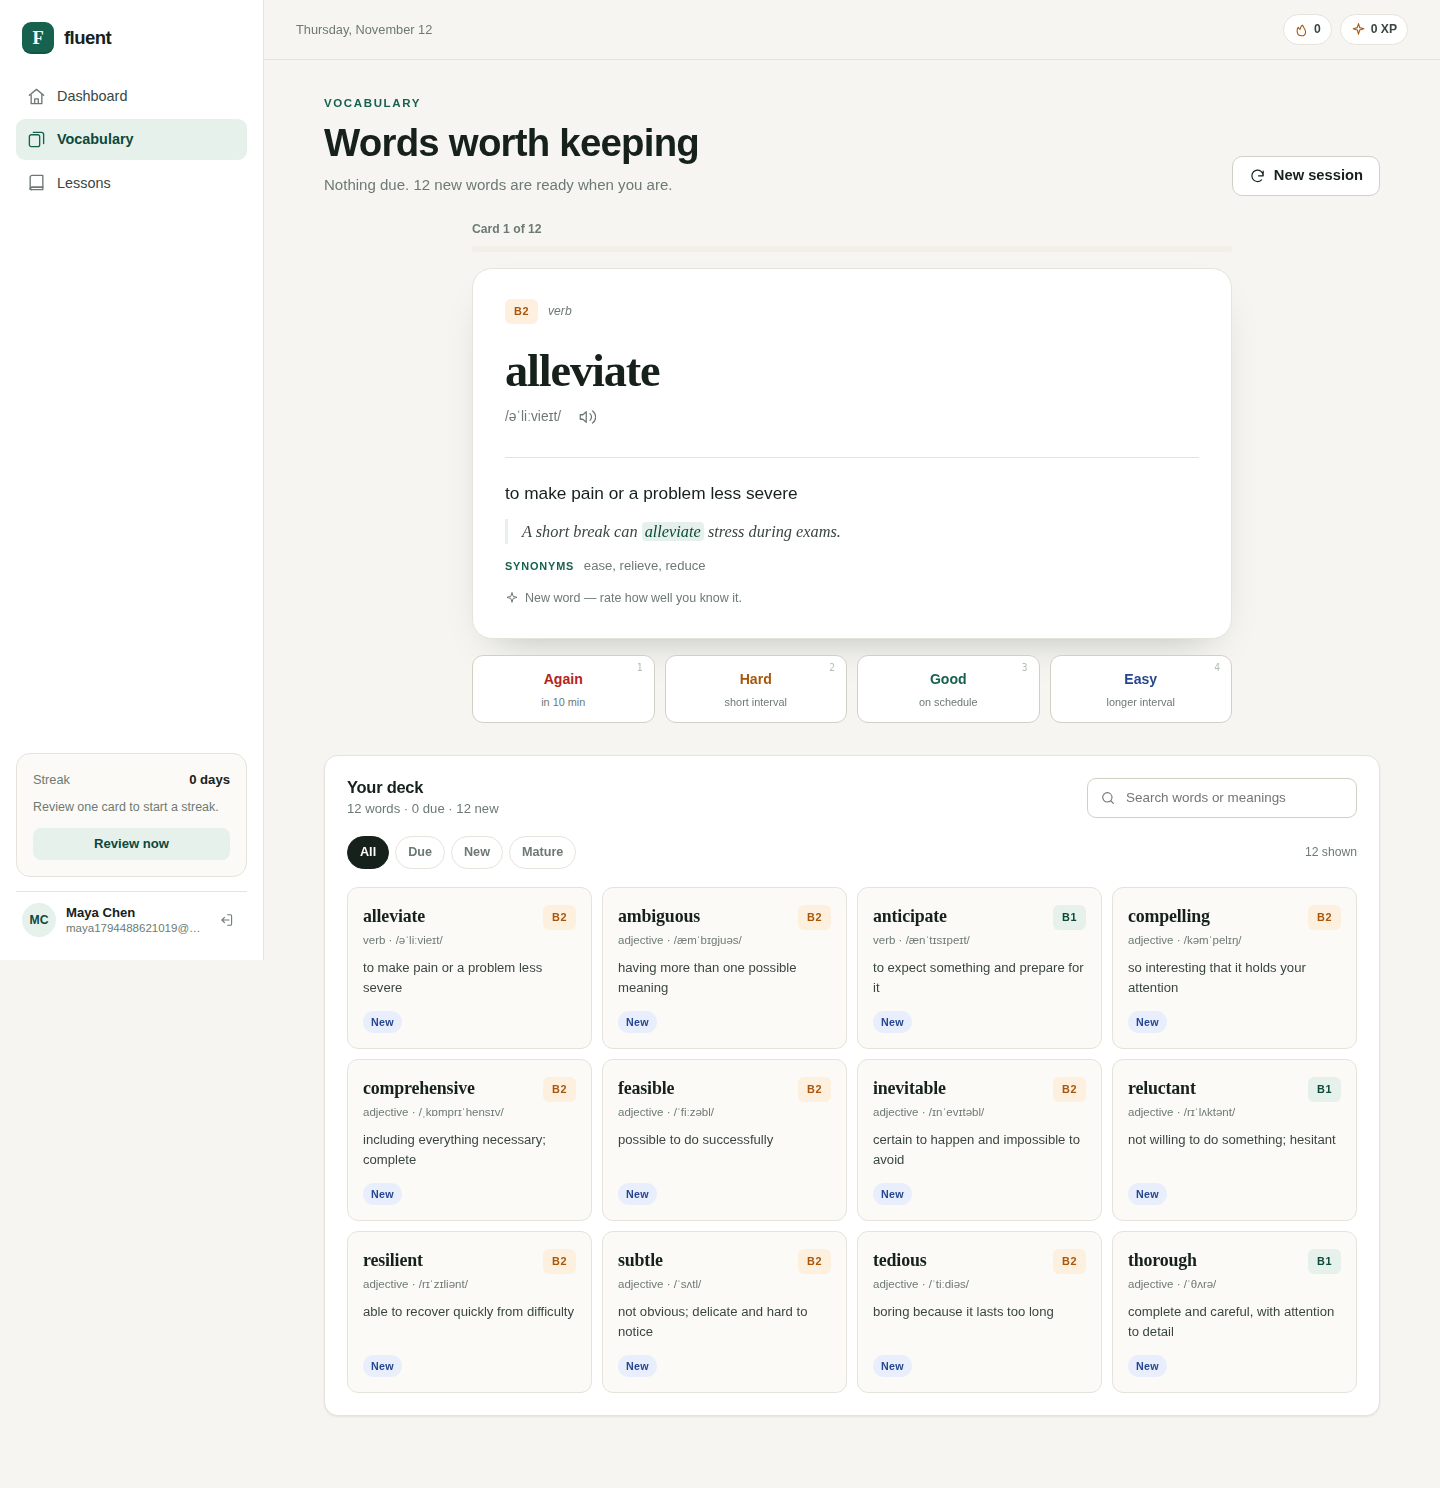 F fluent
Dashboard
Vocabulary
Lessons
Streak 0 days
Review one card to start a streak.
Review now
MC Maya Chen
maya1794488621019@...
Thursday, November 12
0
0 XP
VOCABULARY
Words worth keeping
Nothing due. 12 new words are ready when you are.
New session
Card 1 of 12
B2 verb
alleviate
/əˈliːvieɪt/
to make pain or a problem less severe
A short break can alleviate stress during exams.
SYNONYMS ease, relieve, reduce
New word — rate how well you know it.
1
Again
in 10 min
2
Hard
short interval
3
Good
on schedule
4
Easy
longer interval
Your deck
12 words · 0 due · 12 new
Search words or meanings
All Due New Mature
12 shown
alleviate B2
verb · /əˈliːvieɪt/
to make pain or a problem less
severe
New
ambiguous B2
adjective · /æmˈbɪɡjuəs/
having more than one possible
meaning
New
anticipate B1
verb · /ænˈtɪsɪpeɪt/
to expect something and prepare for
it
New
compelling B2
adjective · /kəmˈpelɪŋ/
so interesting that it holds your
attention
New
comprehensive B2
adjective · /ˌkɒmprɪˈhensɪv/
including everything necessary;
complete
New
feasible B2
adjective · /ˈfiːzəbl/
possible to do successfully
New
inevitable B2
adjective · /ɪnˈevɪtəbl/
certain to happen and impossible to
avoid
New
reluctant B1
adjective · /rɪˈlʌktənt/
not willing to do something; hesitant
New
resilient B2
adjective · /rɪˈzɪliənt/
able to recover quickly from difficulty
New
subtle B2
adjective · /ˈsʌtl/
not obvious; delicate and hard to
notice
New
tedious B2
adjective · /ˈtiːdiəs/
boring because it lasts too long
New
thorough B1
adjective · /ˈθʌrə/
complete and careful, with attention
to detail
New